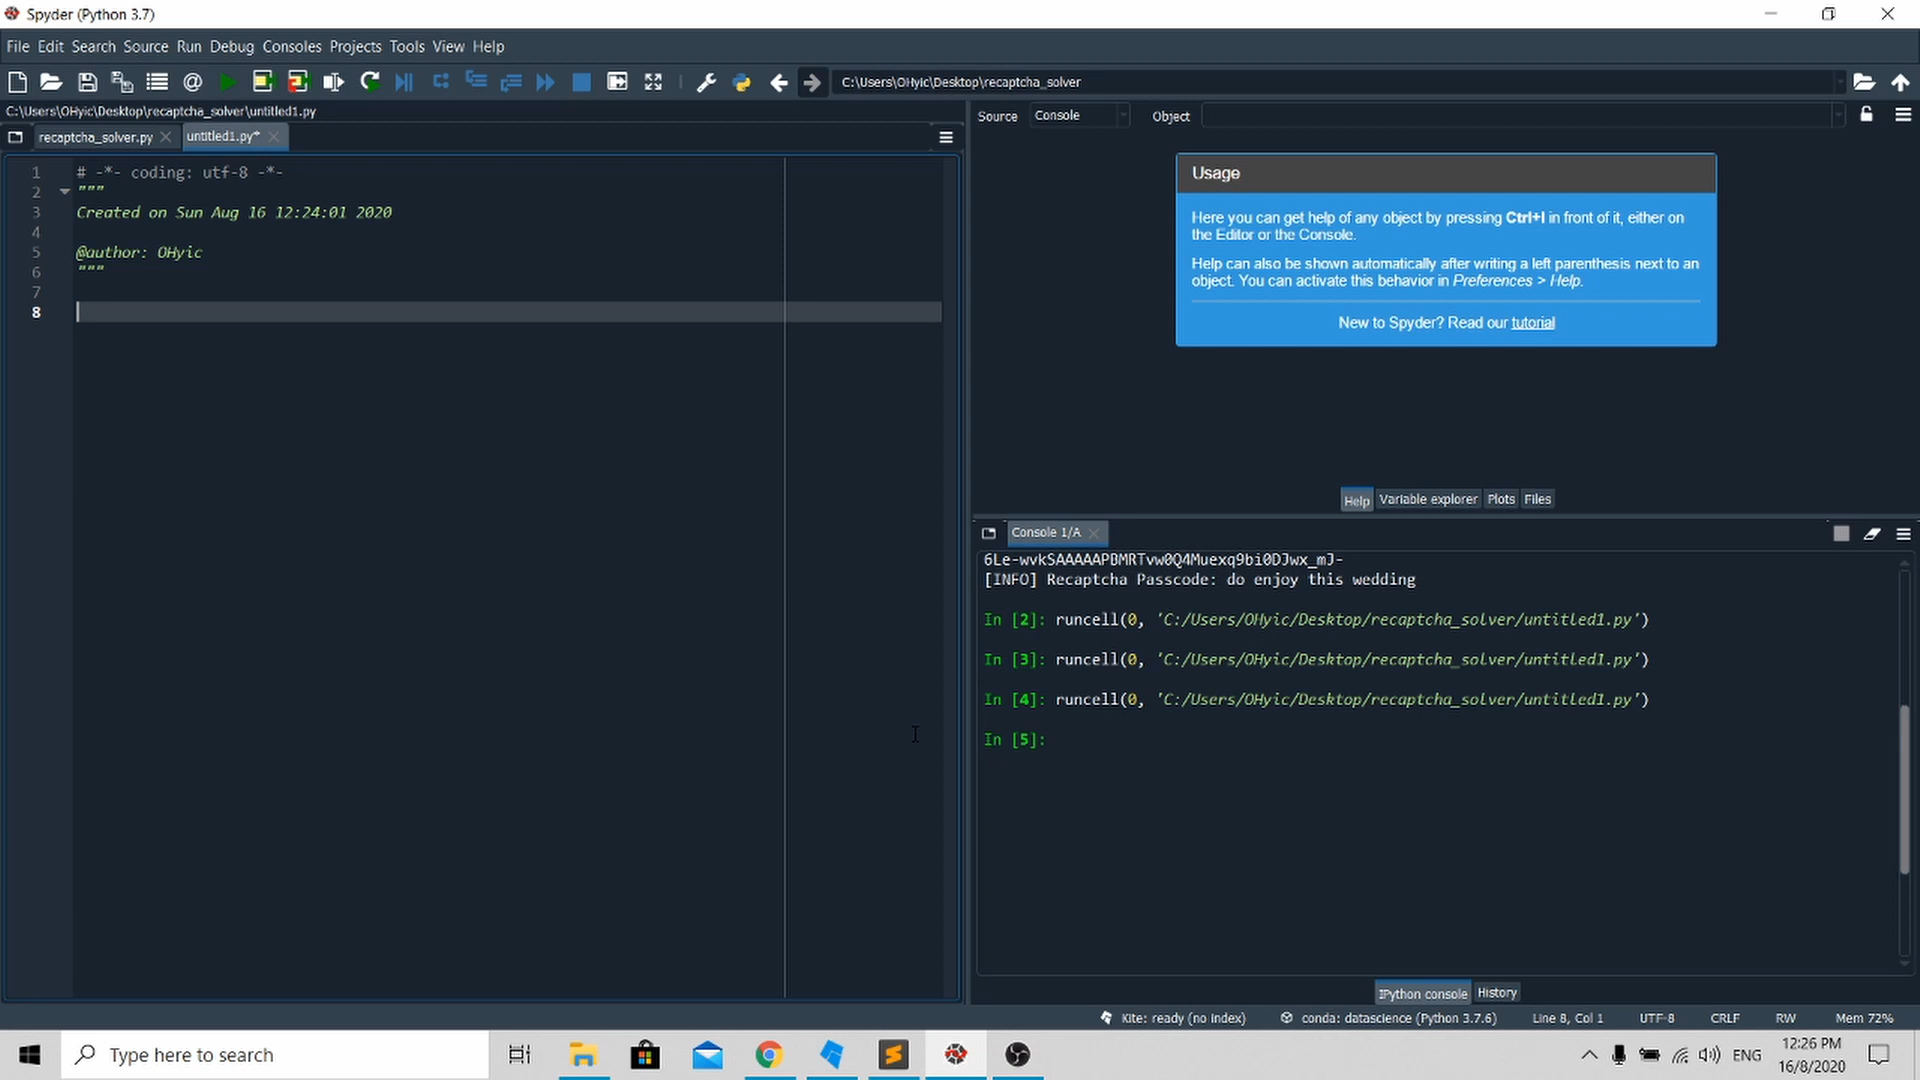 Spyder (Python 3.7)
File Edit Search Source Run Debug Consoles Projects Tools View Help
C:\Users\OHyic\Desktop\recaptcha_solver
C:\Users\OHyic\Desktop\recaptcha_solver\untitled1.py
recaptcha_solver.py
untitled1.py*
1 # -*- coding: utf-8 -*-
2 """
3 Created on Sun Aug 16 12:24:01 2020
4
5 @author: OHyic
6 """
7
8
Source Console Object
Usage
Here you can get help of any object by pressing Ctrl+I in front of it, either on
the Editor or the Console.
Help can also be shown automatically after writing a left parenthesis next to an
object. You can activate this behavior in Preferences > Help.
New to Spyder? Read our tutorial
Help Variable explorer Plots Files
Console 1/A
6Le-wvkSAAAAAPBMRTvw0Q4Muexq9bi0DJwx_mJ-
[INFO] Recaptcha Passcode: do enjoy this wedding
In [2]: runcell(0, 'C:/Users/OHyic/Desktop/recaptcha_solver/untitled1.py')
In [3]: runcell(0, 'C:/Users/OHyic/Desktop/recaptcha_solver/untitled1.py')
In [4]: runcell(0, 'C:/Users/OHyic/Desktop/recaptcha_solver/untitled1.py')
In [5]:
IPython console History
Kite: ready (no index) conda: datascience (Python 3.7.6) Line 8, Col 1 UTF-8 CRLF RW Mem 72%
Type here to search
ENG
12:26 PM
16/8/2020